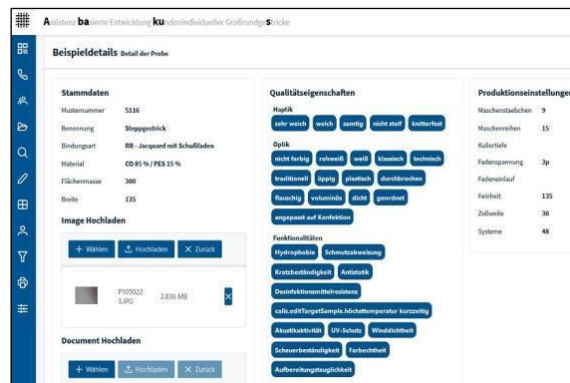 Assistenz basierte Entwicklung kundenindividueller Großrundgestricke
Beispieldetails Detail der Probe
Stammdaten
Musternummer 5116
Benennung Steppgestrick
Bindungsart RR - Jacquard mit Schußfaden
Material CO 85 % / PES 15 %
Flächenmasse 300
Breite 135
Image Hochladen
+ Wählen Hochladen × Zurück
P105022
3.JPG
2.836 MB
×
Document Hochladen
+ Wählen Hochladen × Zurück
Qualitätseigenschaften
Haptik
sehr weich weich samtig nicht steif knitterfest
Optik
nicht farbig rohweiß weiß klassisch technisch
traditionell üppig plastisch durchbrochen
flauschig voluminös dicht geordnet
angepasst auf Konfektion
Funktionalitäten
Hydrophobie Schmutzabweisung
Kratzbeständigkeit Antistatik
Desinfektionsmittelresistenz
calls.editTargetSample.höchsttemperatur kurzzeitig
Akustikaktivität UV-Schutz Winddichtheit
Scheuerbeständigkeit Farbechtheit
Aufbereitungstauglichkeit
Produktionseinstellungen
Maschenstaebchen 9
Maschenreihen 15
Kuliertiefe
Fadenspannung 3p
Fadeneinlauf
Feinheit 135
Zollweite 30
Systeme 48